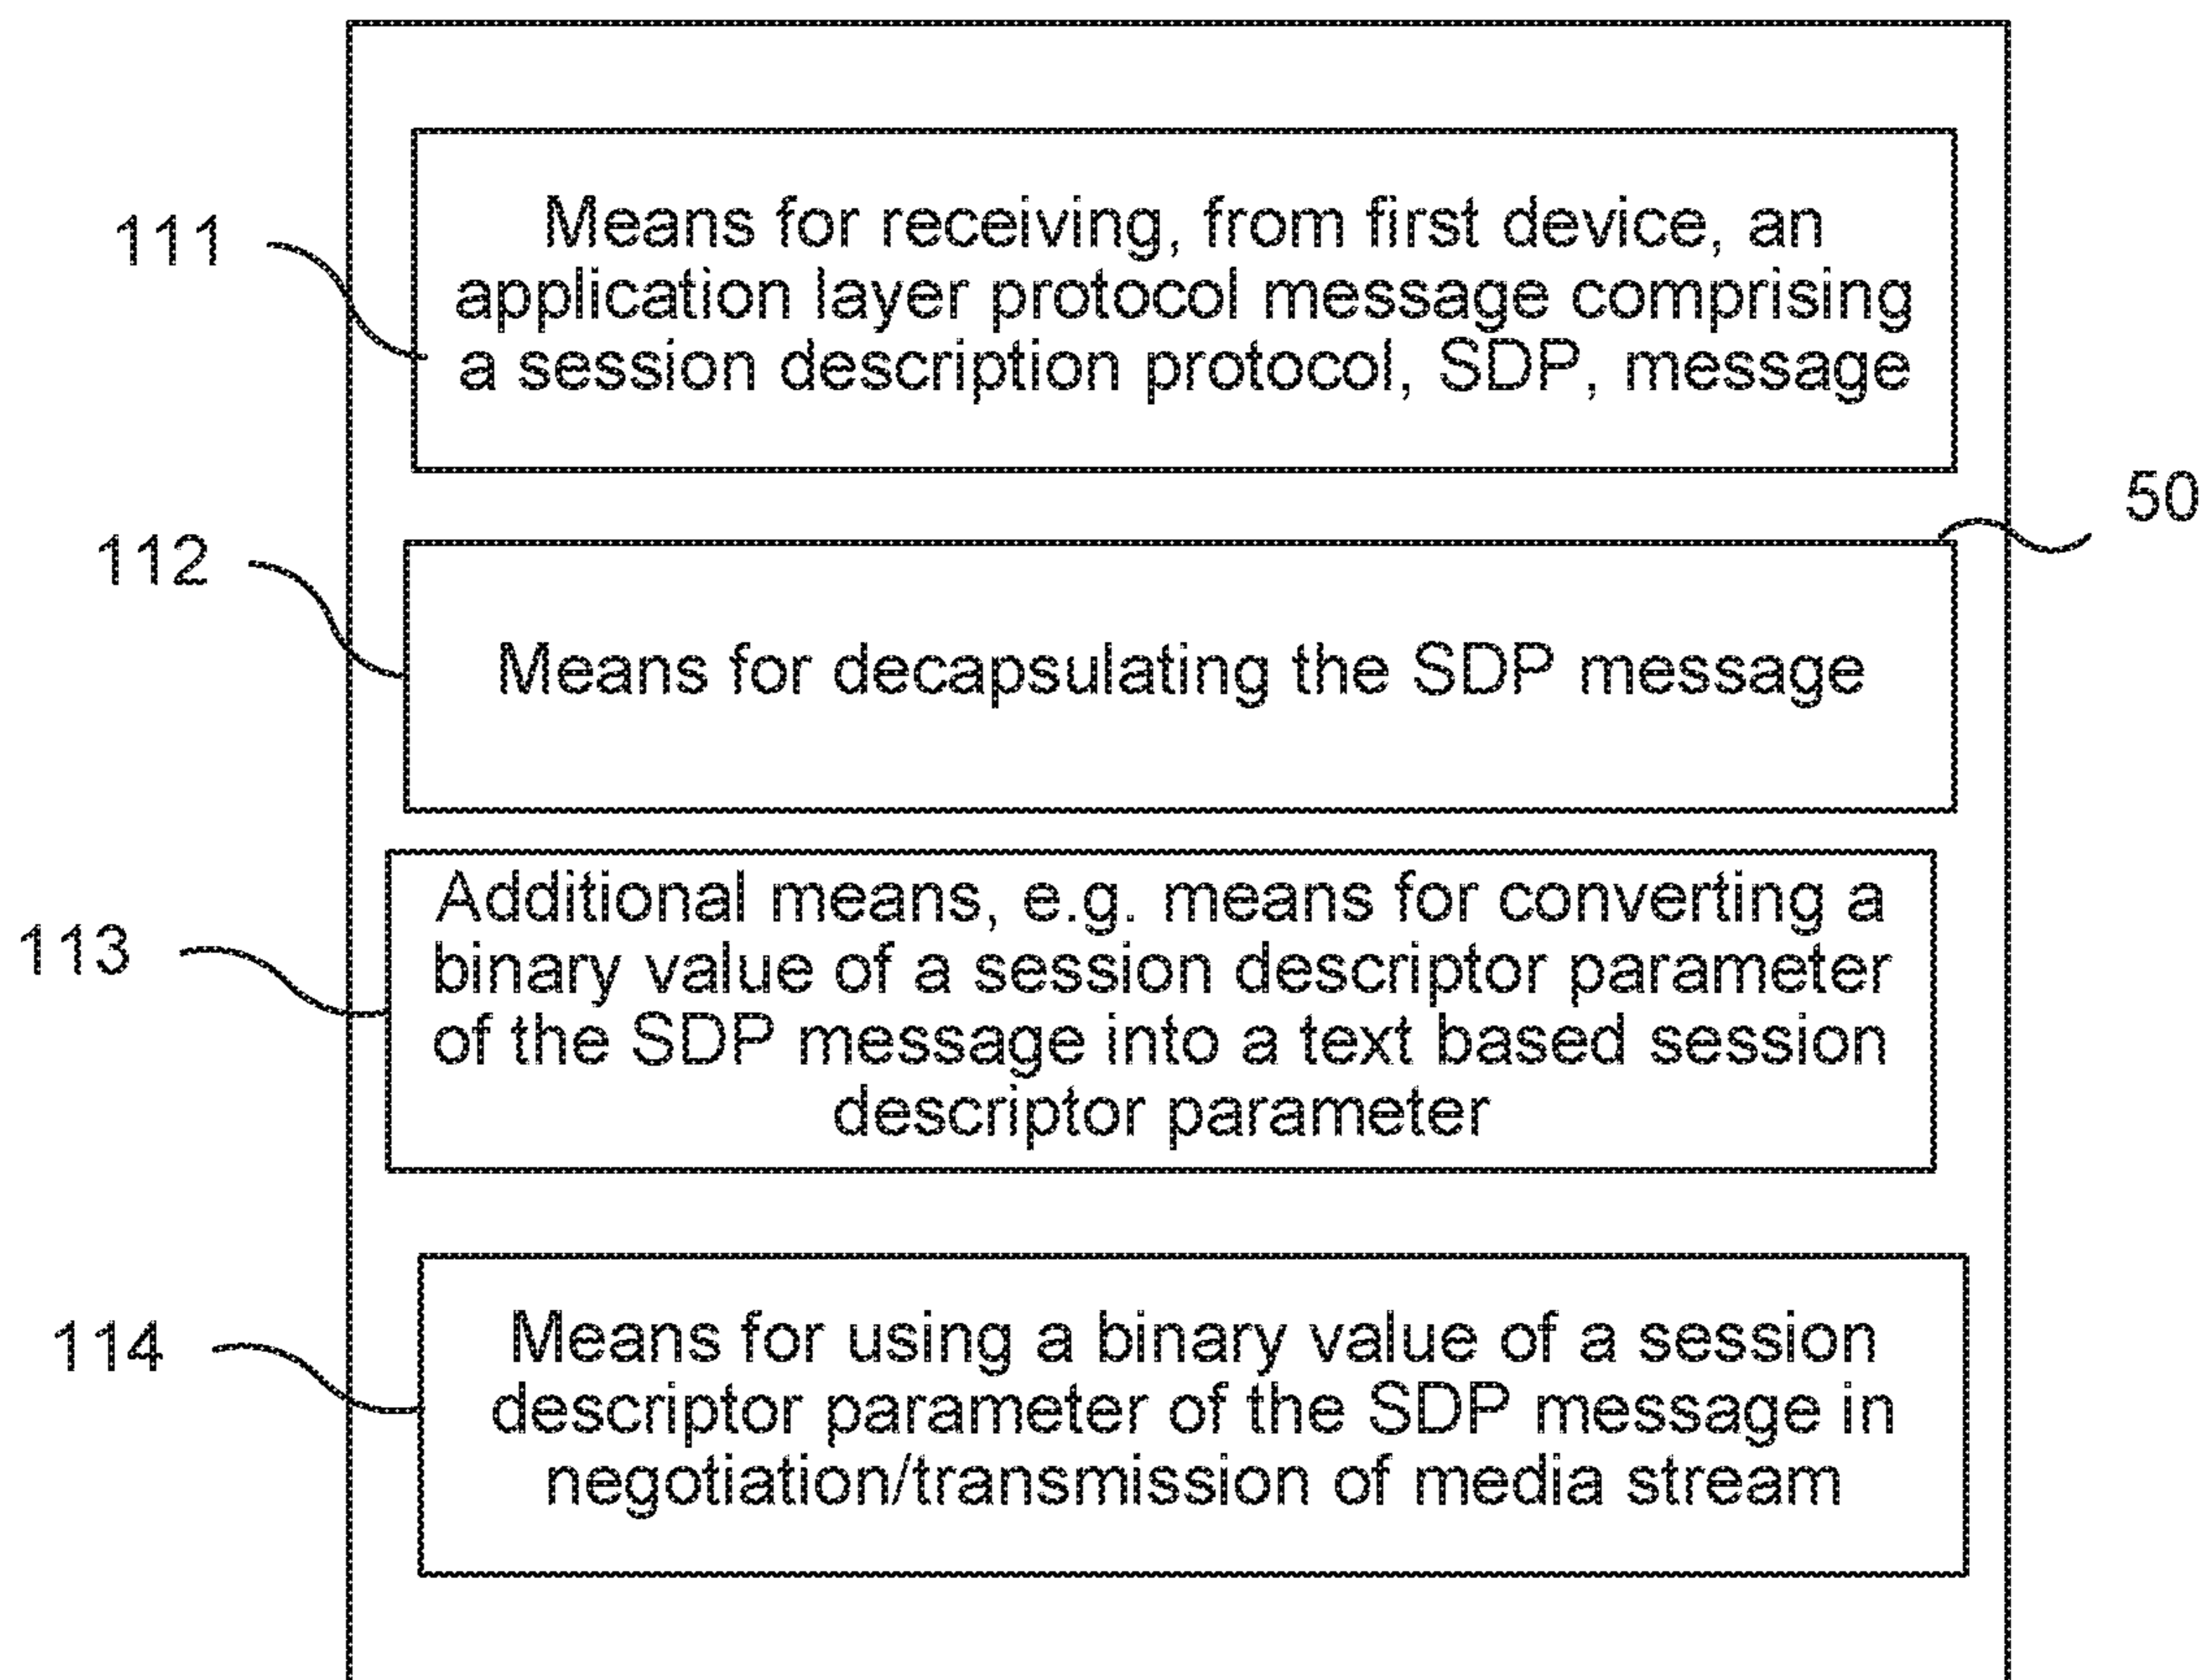 111
Means for receiving, from first device, an
application layer protocol message comprising
a session description protocol, SDP, message
50
112
Means for decapsulating the SDP message
113
Additional means, e.g. means for converting a
binary value of a session descriptor parameter
of the SDP message into a text based session
descriptor parameter
114
Means for using a binary value of a session
descriptor parameter of the SDP message in
negotiation/transmission of media stream